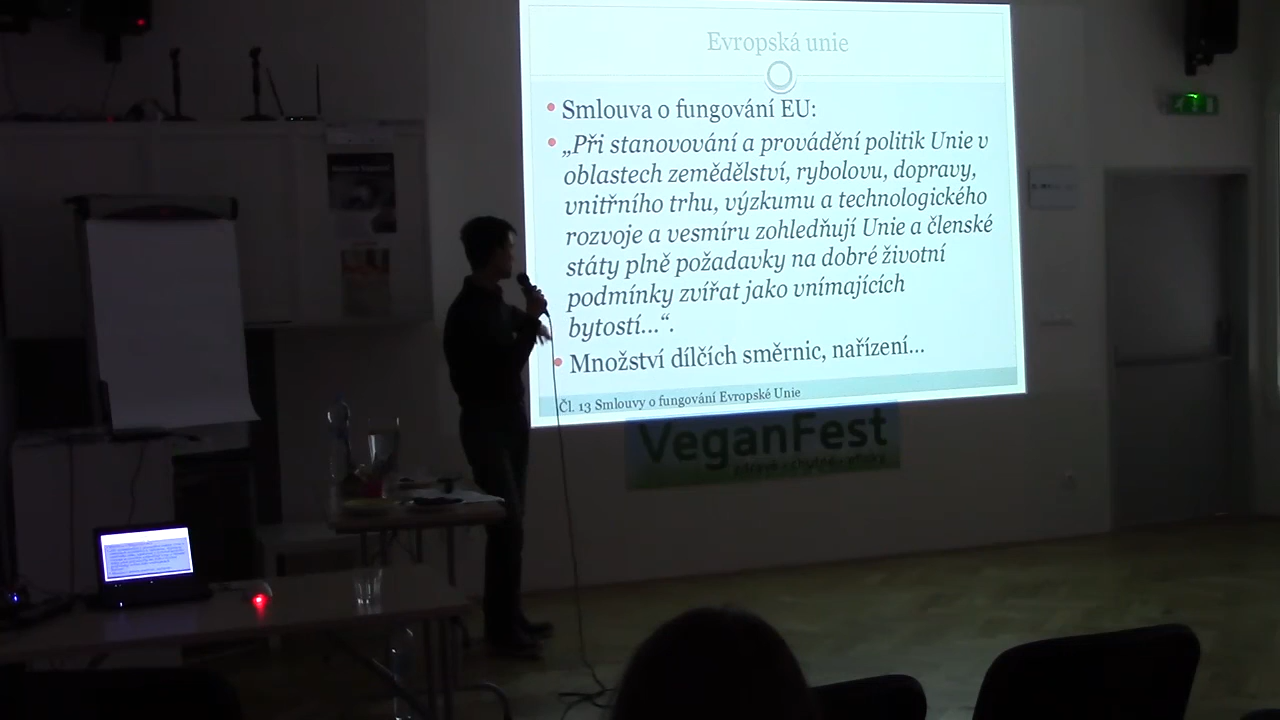 Evropská unie
Smlouva o fungování EU:
„Při stanovování a provádění politik Unie v
oblastech zemědělství, rybolovu, dopravy,
vnitřního trhu, výzkumu a technologického
rozvoje a vesmíru zohledňují Unie a členské
státy plně požadavky na dobré životní
podmínky zvířat jako vnímajících
bytostí...“.
Množství dílčích směrnic, nařízení...
Čl. 13 Smlouvy o fungování Evropské Unie
VeganFest